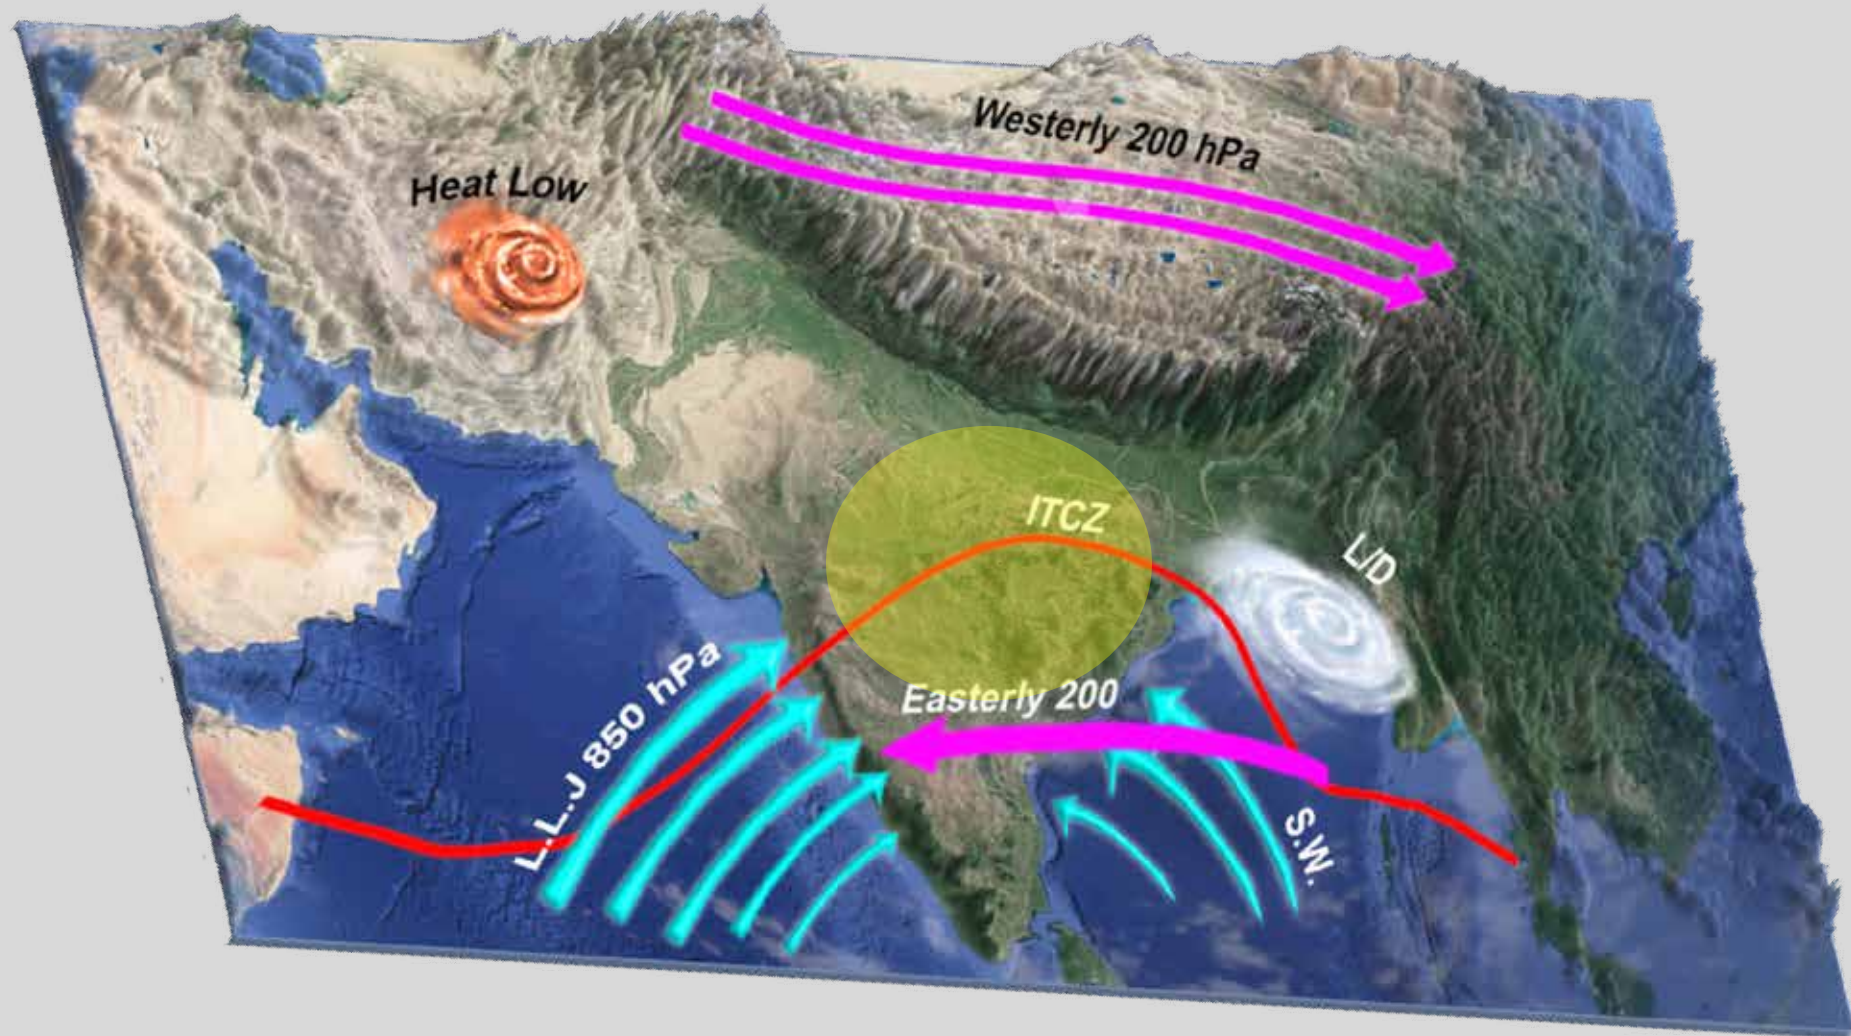 Westerly 200 hPa
Heat Low
ITCZ
L/D
L.L.J 850 hPa
Easterly 200
S.W.